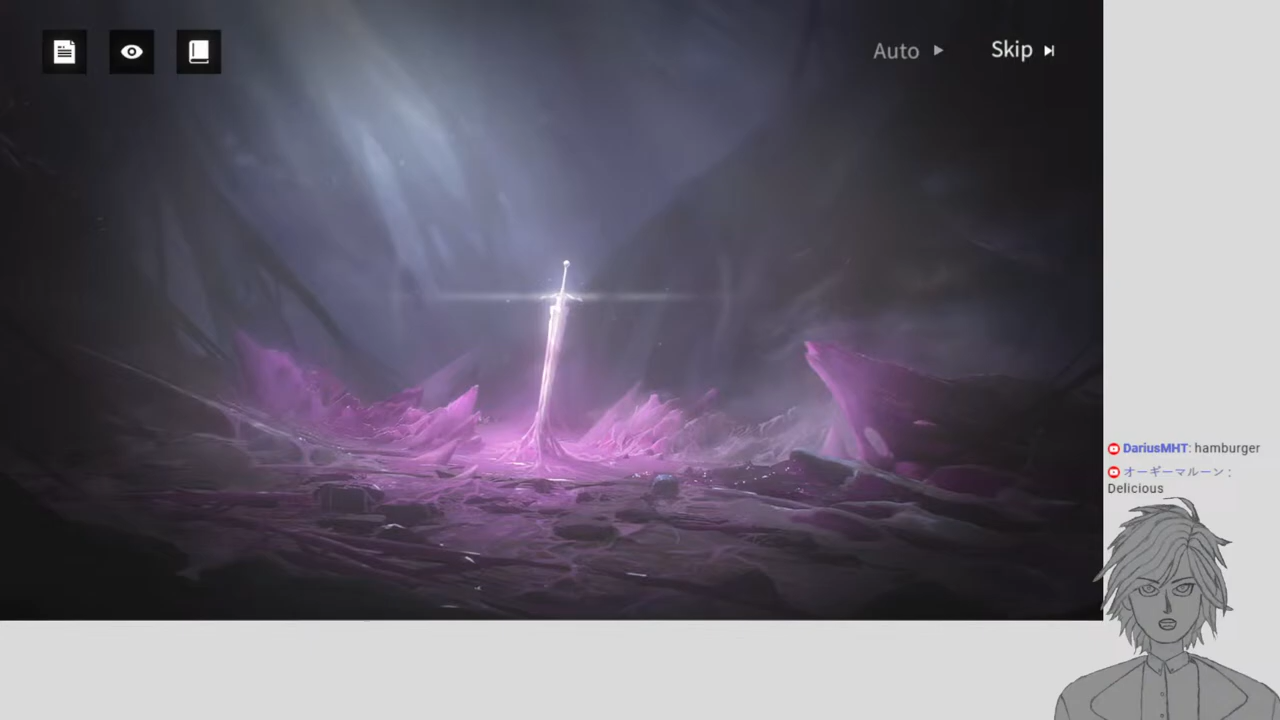 Auto
Skip
DariusMHT: hamburger
オーギーマルーン :
Delicious